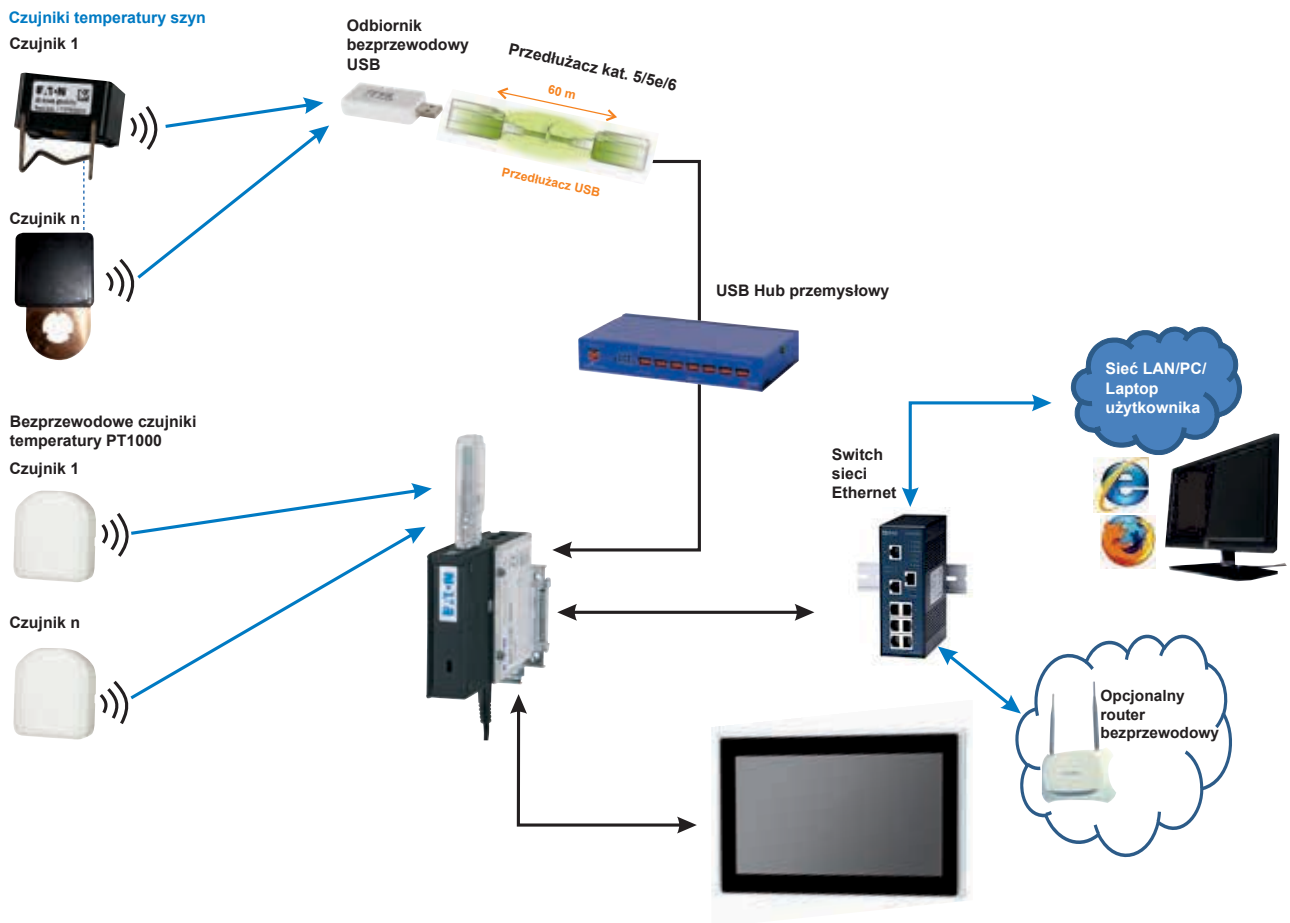 Czujniki temperatury szyn
Czujnik 1
E·T·N
Czujnik n
Odbiornik
bezprzewodowy
USB
Przedłużacz kat. 5/5e/6
60 m
Przedłużacz USB
USB Hub przemysłowy
Bezprzewodowe czujniki
temperatury PT1000
Czujnik 1
Czujnik n
Switch
sieci
Ethernet
Sieć LAN/PC/
Laptop
użytkownika
Opcjonalny
router
bezprzewodowy